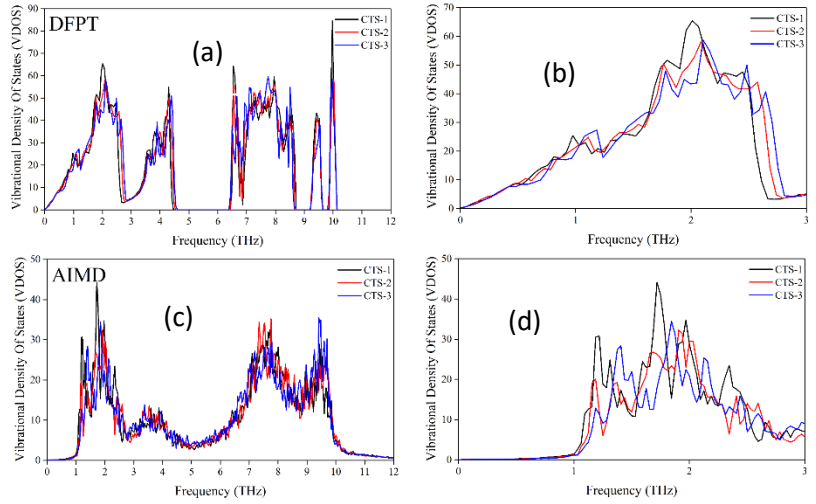 DFPT
(a)
CTS-1
CTS-2
CTS-3
Vibrational Density Of States (VDOS)
90
80
70
60
50
40
30
20
10
0
0 1 2 3 4 5 6 7 8 9 10 11 12
Frequency (THz)
(b)
CTS-1
CTS-2
CTS-3
Vibrational Density Of States (VDOS)
70
60
50
40
30
20
10
0
0 1 2 3
Frequency (THz)
AIMD
(c)
CTS-1
CTS-2
CTS-3
Vibrational Density Of States (VDOS)
50
40
30
20
10
0
0 1 2 3 4 5 6 7 8 9 10 11 12
Frequency (THz)
(d)
CTS-1
CTS-2
CTS-3
Vibrational Density Of States (VDOS)
50
40
30
20
10
0
0 1 2 3
Frequency (THz)